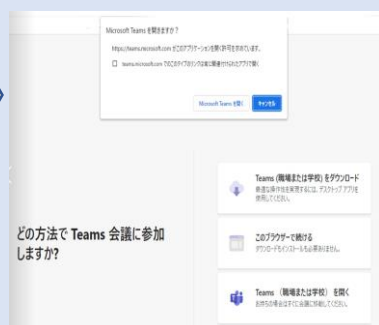 Microsoft Teams を開きますか？
https://teams.microsoft.com がこのアプリケーションを開く許可を求めています。
teams.microsoft.com でのこのタイプのリンクは常に関連付けられたアプリで開く
Microsoft Teams を開く
キャンセル
どの方法で Teams 会議に参加
しますか?
Teams (職場または学校) をダウンロード
最適な操作性を実現するには、デスクトップ アプリを
使用してください。
このブラウザーで続ける
ダウンロードもインストールも必要ありません。
Teams （職場または学校） を開く
お持ちの場合はすぐに会議に移動してください。